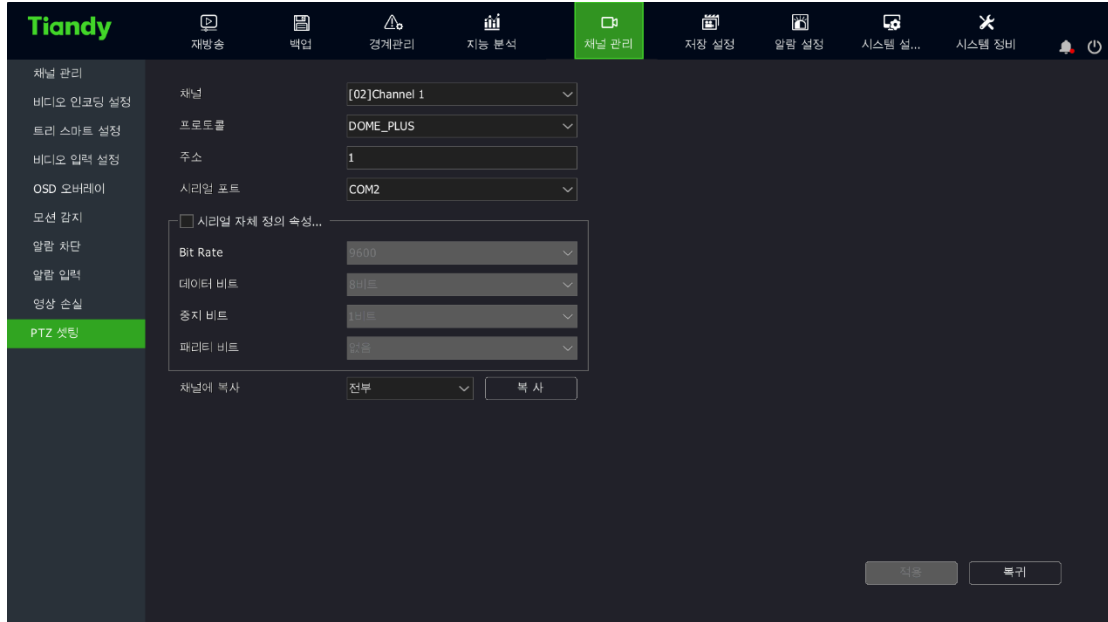 Tiandy
재방송
백업
경계관리
지능 분석
채널 관리
저장 설정
알람 설정
시스템 설...
시스템 정비
채널 관리
비디오 인코딩 설정
트리 스마트 설정
비디오 입력 설정
OSD 오버레이
모션 감지
알람 차단
알람 입력
영상 손실
PTZ 셋팅
채널 [02]Channel 1
프로토콜 DOME_PLUS
주소 1
시리얼 포트 COM2
시리얼 자체 정의 속성...
Bit Rate 9600
데이터 비트 8비트
중지 비트 1비트
패리티 비트 없음
채널에 복사 전부 복 사
적용 복귀